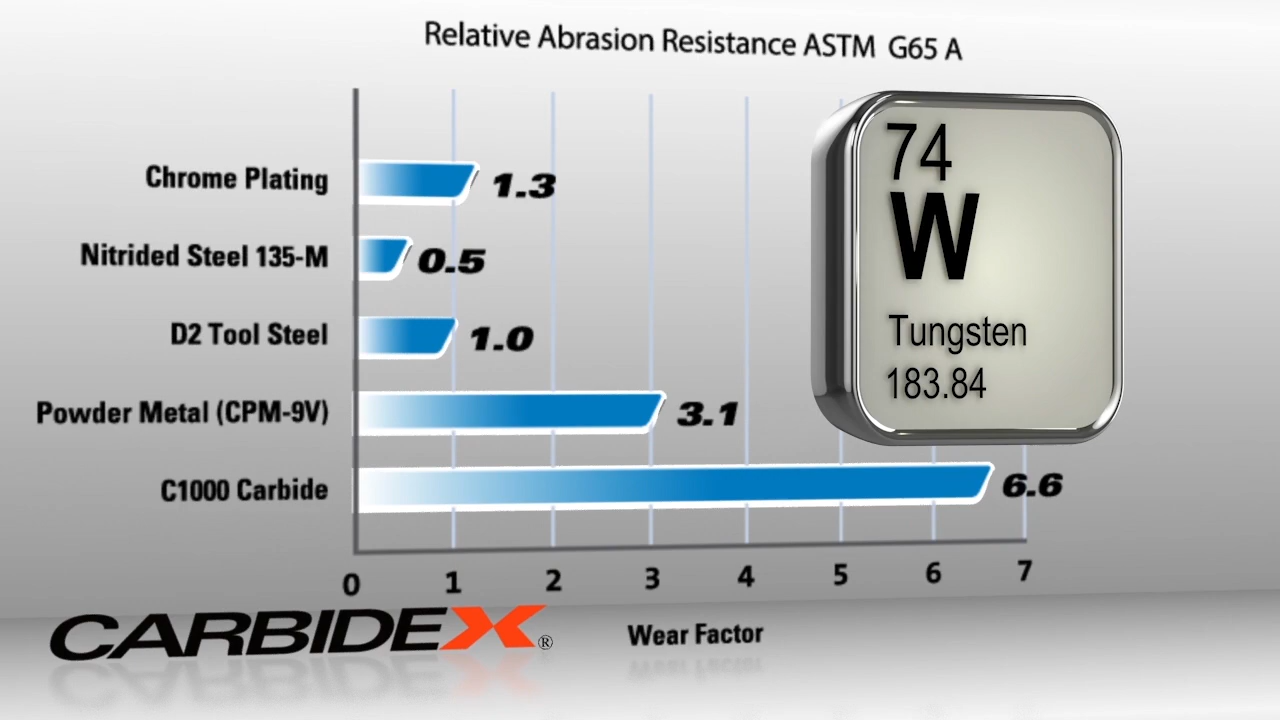 Relative Abrasion Resistance ASTM G65 A
Chrome Plating 1.3
Nitrided Steel 135-M 0.5
D2 Tool Steel 1.0
Powder Metal (CPM-9V) 3.1
C1000 Carbide 6.6
0 1 2 3 4 5 6 7
Wear Factor
74
W
Tungsten
183.84
CARBIDEX®